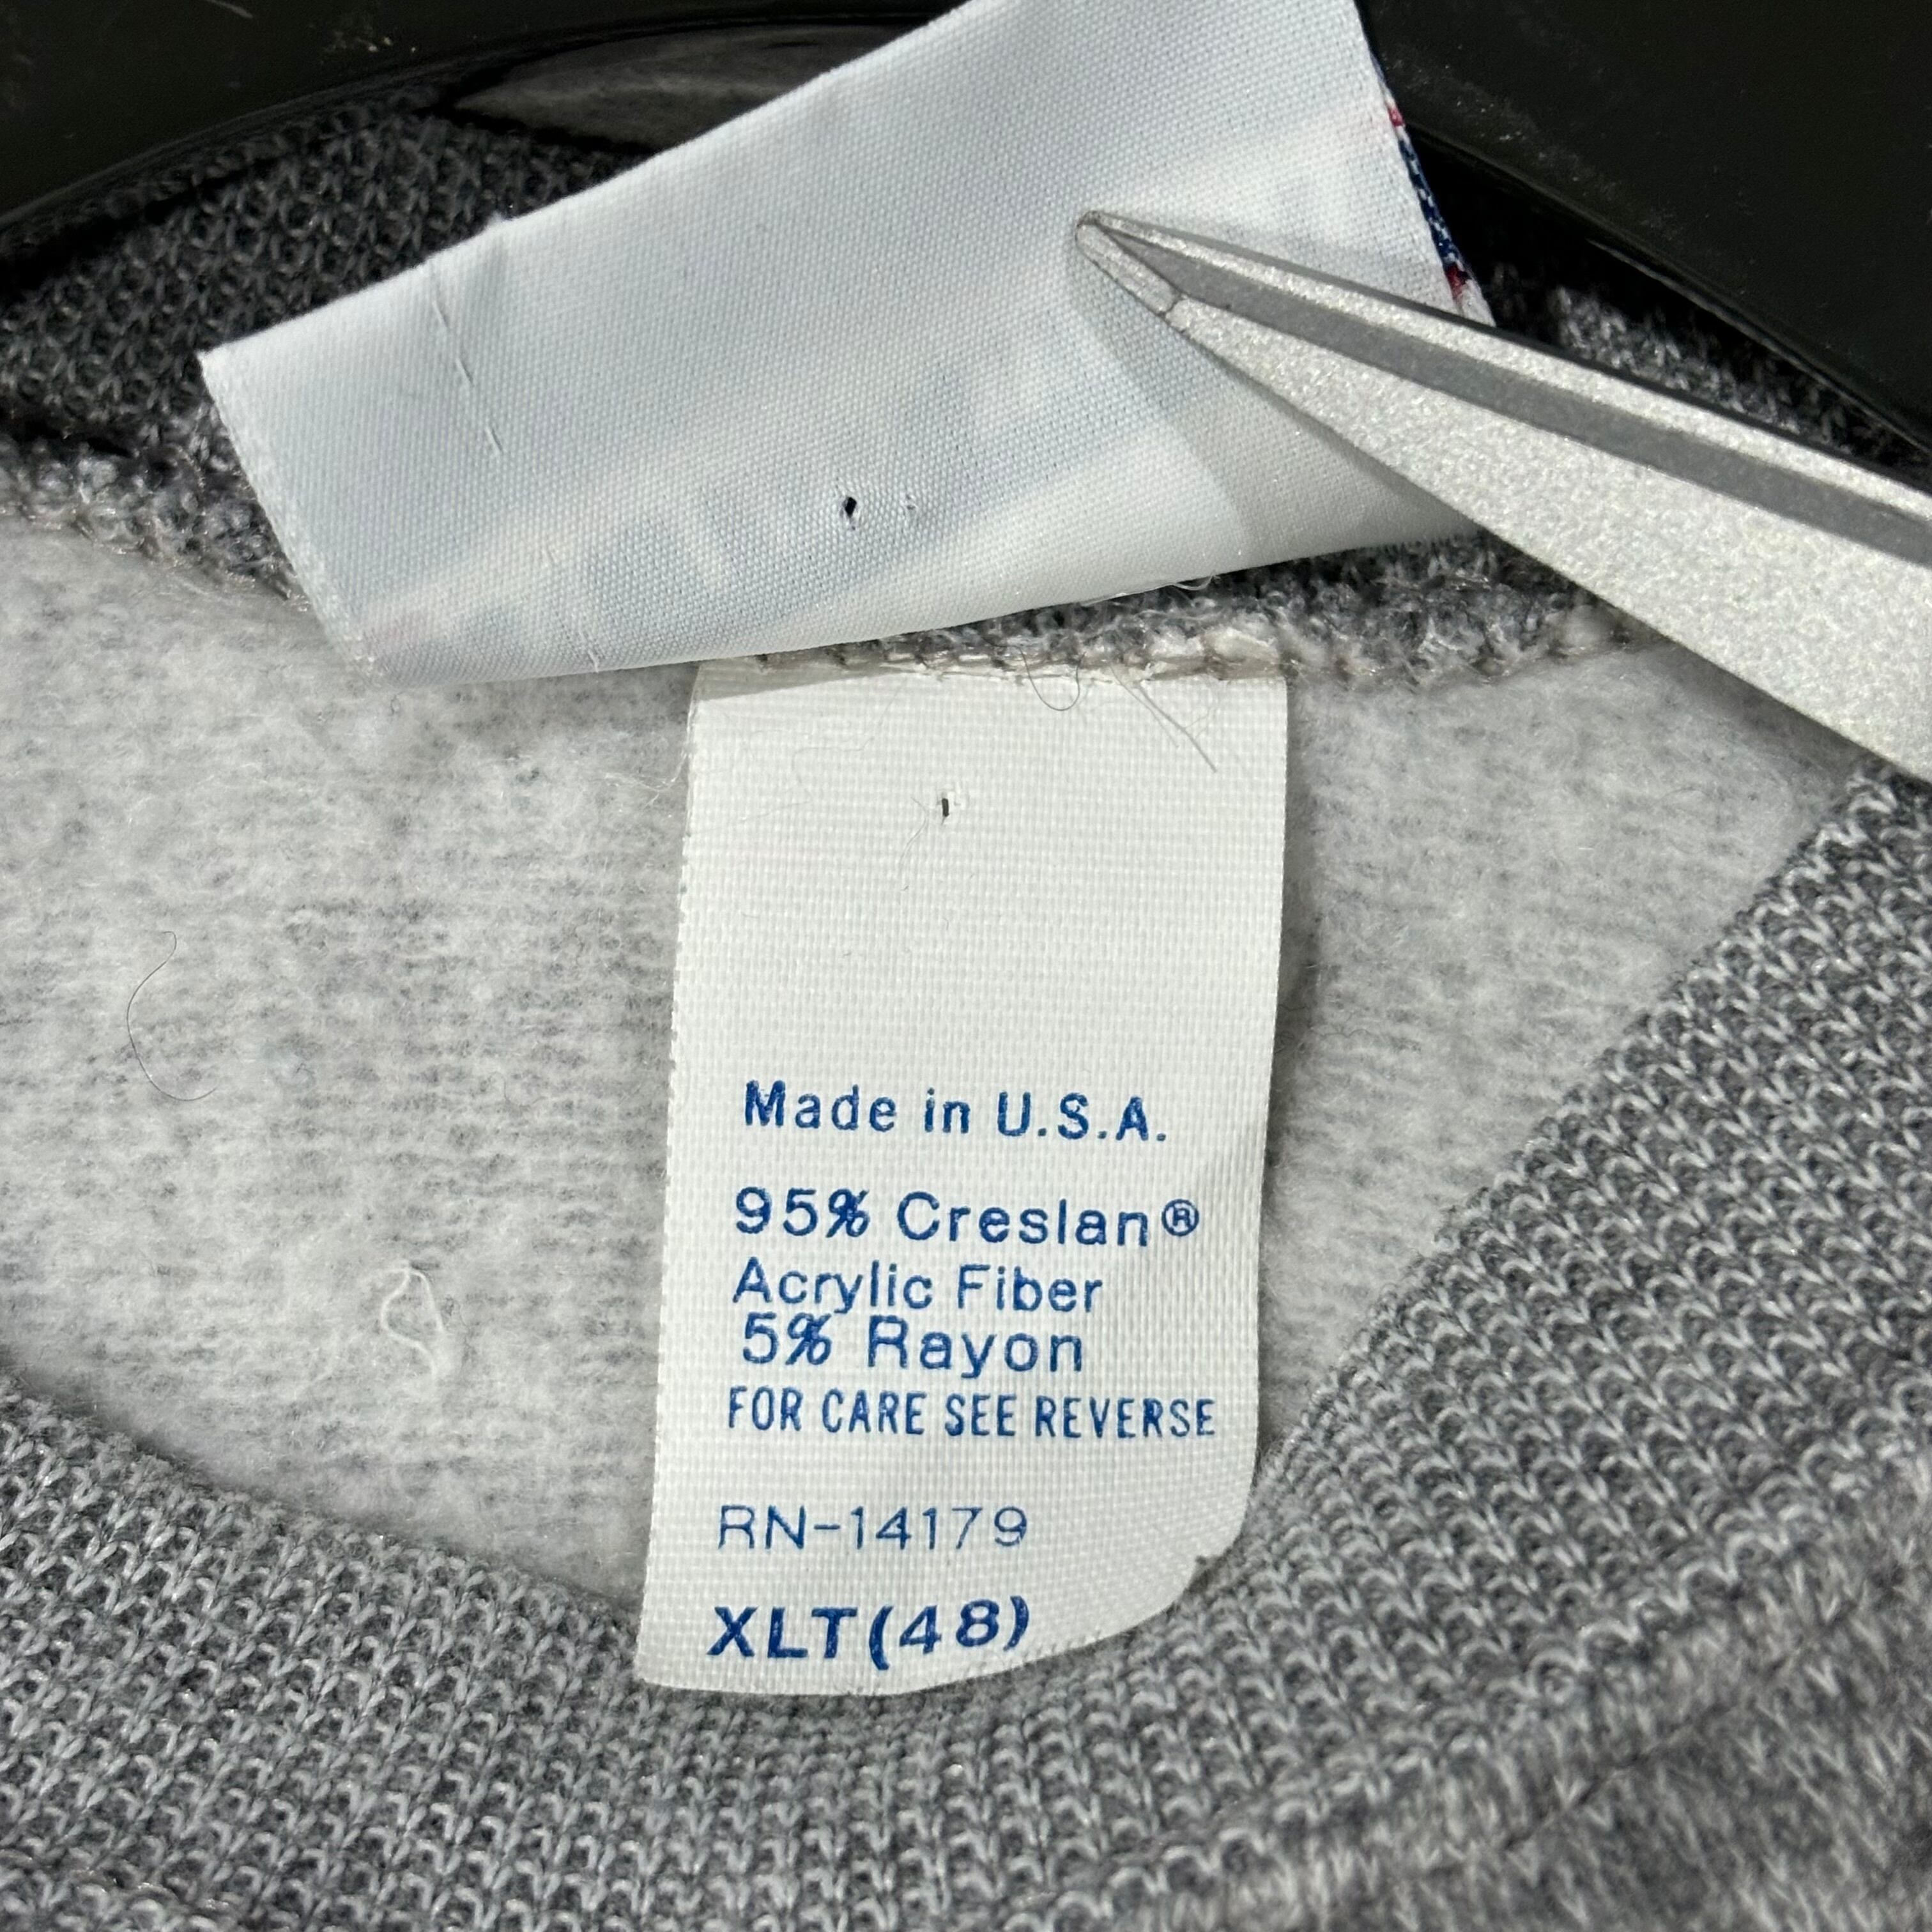 Made in U.S.A.
95% Creslan®
Acrylic Fiber
5% Rayon
FOR CARE SEE REVERSE
RN-14179
XLT(48)